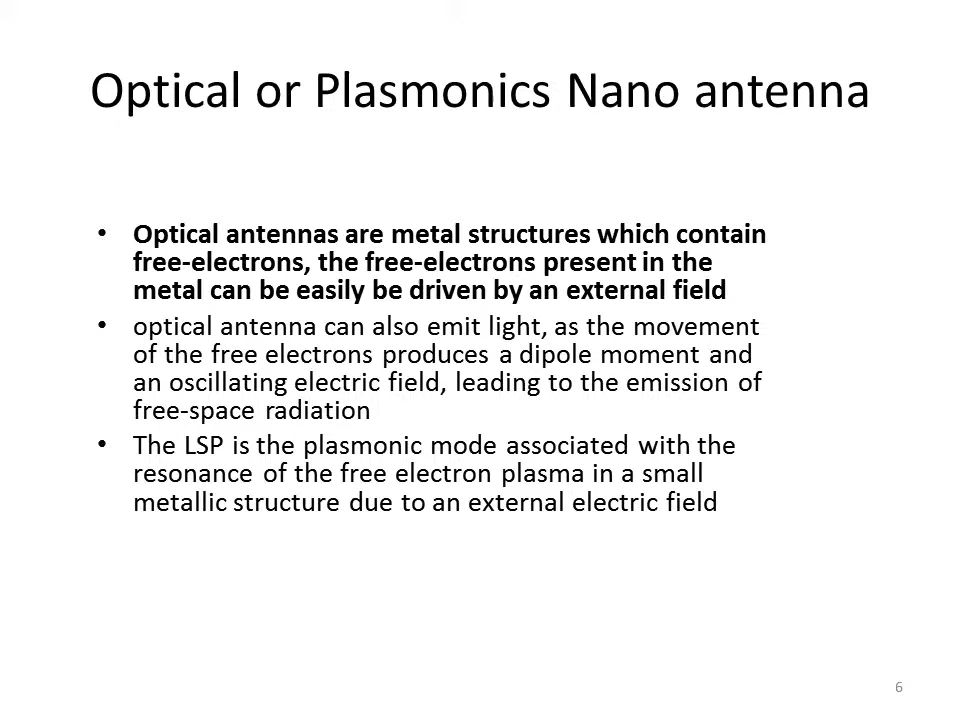 Optical or Plasmonics Nano antenna
• Optical antennas are metal structures which contain
free-electrons, the free-electrons present in the
metal can be easily be driven by an external field
• optical antenna can also emit light, as the movement
of the free electrons produces a dipole moment and
an oscillating electric field, leading to the emission of
free-space radiation
• The LSP is the plasmonic mode associated with the
resonance of the free electron plasma in a small
metallic structure due to an external electric field
6